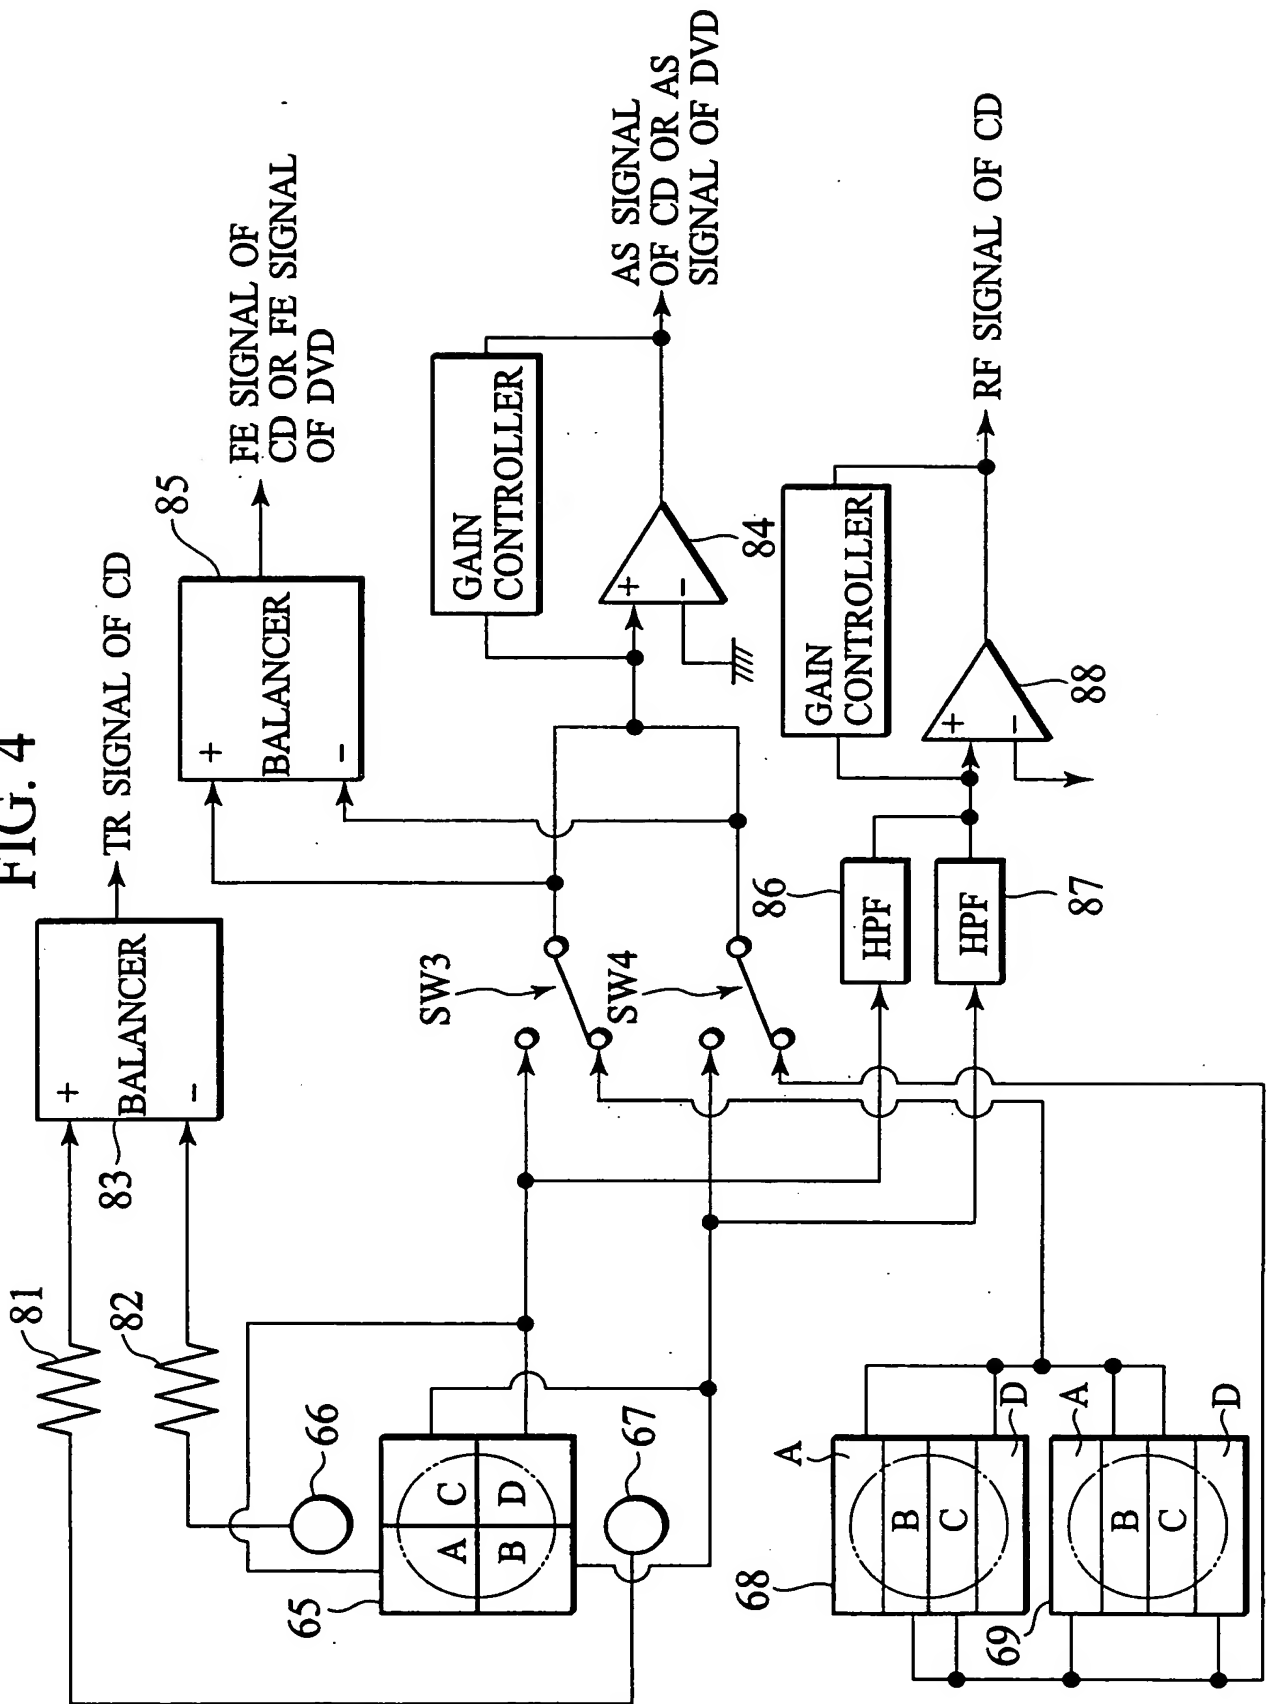 FIG. 4
81
82
83
+
BALANCER
−
TR SIGNAL OF CD
85
+
BALANCER
−
FE SIGNAL OF
CD OR FE SIGNAL
OF DVD
66
65
A
C
B
D
67
SW3
SW4
GAIN
CONTROLLER
+
−
84
AS SIGNAL
OF CD OR AS
SIGNAL OF DVD
86
HPF
HPF
87
GAIN
CONTROLLER
+
−
88
RF SIGNAL OF CD
68
A
B
C
D
69
A
B
C
D